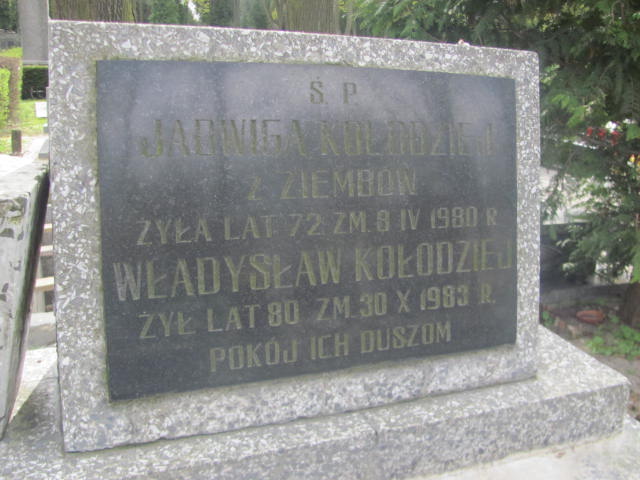 Ś. P.
JADWIGA KOŁODZIEJ
Z ZIEMBÓW
ŻYŁA LAT 72 ZM. 8 IV 1980 R
WŁADYSŁAW KOŁODZIEJ
ŻYŁ LAT 80 ZM. 30 X 1983 R.
POKÓJ ICH DUSZOM